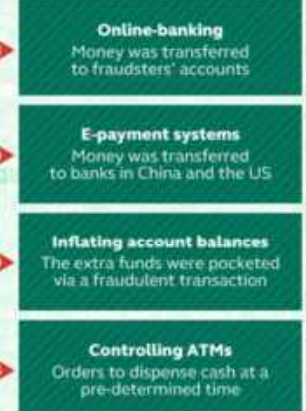 Online-banking
Money was transferred
to fraudsters' accounts
E-payment systems
Money was transferred
to banks in China and the US
Inflating account balances
The extra funds were pocketed
via a fraudulent transaction
Controlling ATMs
Orders to dispense cash at a
pre-determined time